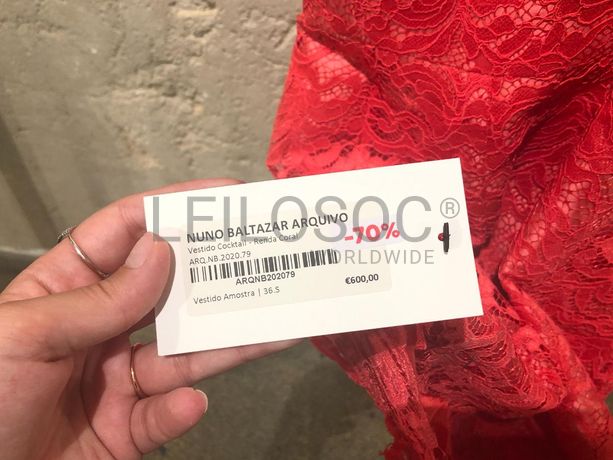 NUNO BALTAZAR ARQUIVO
Vestido Cocktail - Renda Coral
ARQ.NB.2020.79
-70%
ARQNB202079
€600,00
Vestido Amostra | 36.S
LEILOSOC®
WORLDWIDE